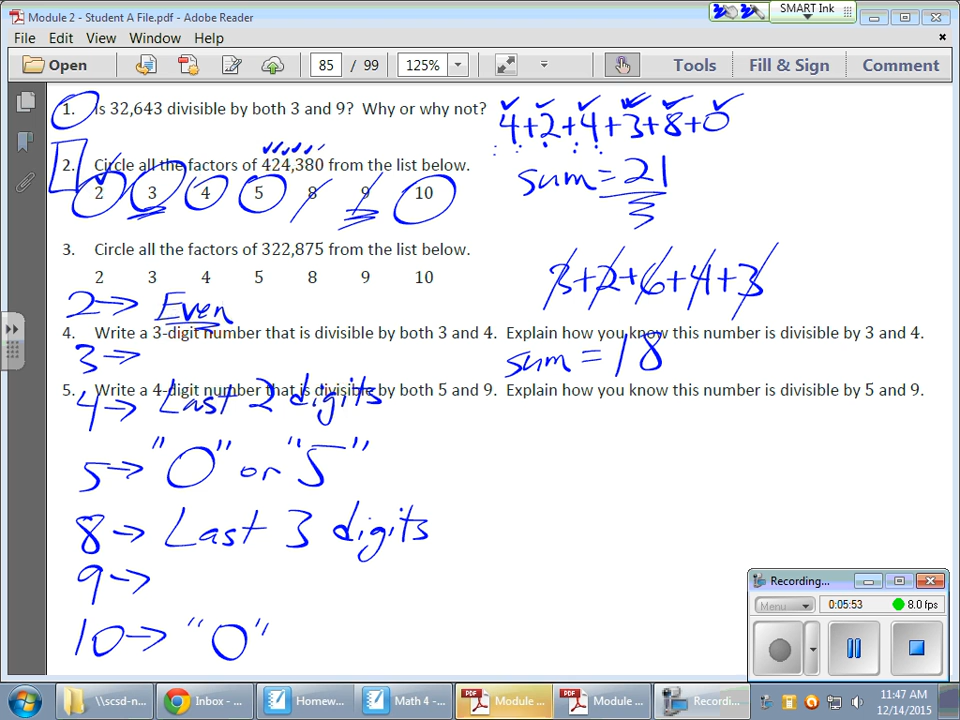 Module 2 - Student A File.pdf - Adobe Reader
SMART Ink
File Edit View Window Help
Open 85 / 99 125% Tools Fill & Sign Comment
1. Is 32,643 divisible by both 3 and 9? Why or why not?
4+2+4+3+8+0
2. Circle all the factors of 424,380 from the list below.
sum = 21
2 3 4 5 8 9 10
3. Circle all the factors of 322,875 from the list below.
2 3 4 5 8 9 10
3+2+6+4+3
2→ Even
4. Write a 3-digit number that is divisible by both 3 and 4. Explain how you know this number is divisible by 3 and 4.
3→
sum = 18
5. Write a 4-digit number that is divisible by both 5 and 9. Explain how you know this number is divisible by 5 and 9.
4→ Last 2 digits
5→ "0" or "5"
8→ Last 3 digits
9→
10→ "0"
Recording...
Menu 0:05:53 8.0 fps
\\scsd-n... Inbox - ... Homew... Math 4 -... Module ... Module ... Recordi...
11:47 AM
12/14/2015